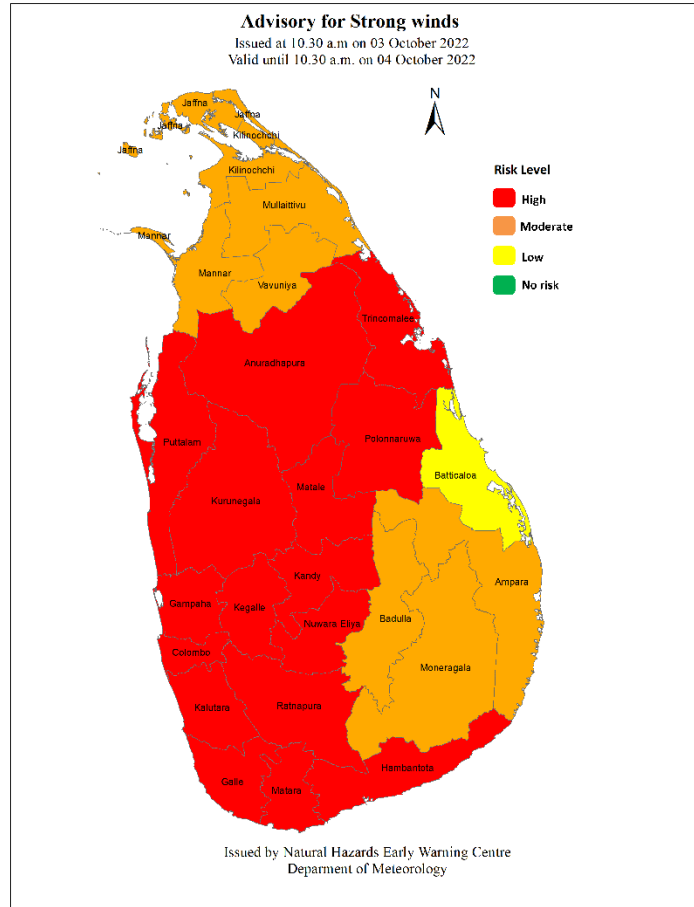 Advisory for Strong winds
Issued at 10.30 a.m on 03 October 2022
Valid until 10.30 a.m. on 04 October 2022
N
Jaffna
Jaffna
Jaffna
Kilinochchi
Jaffna
Kilinochchi
Risk Level
High
Mullaittivu
Moderate
Mannar
Low
Mannar
Vavuniya
No risk
Trincomalee
Anuradhapura
Puttalam
Polonnaruwa
Batticaloa
Matale
Kurunegala
Kandy
Ampara
Gampaha
Kegalle
Badulla
Nuwara Eliya
Colombo
Moneragala
Kalutara
Ratnapura
Hambantota
Galle
Matara
Issued by Natural Hazards Early Warning Centre
Deparment of Meteorology